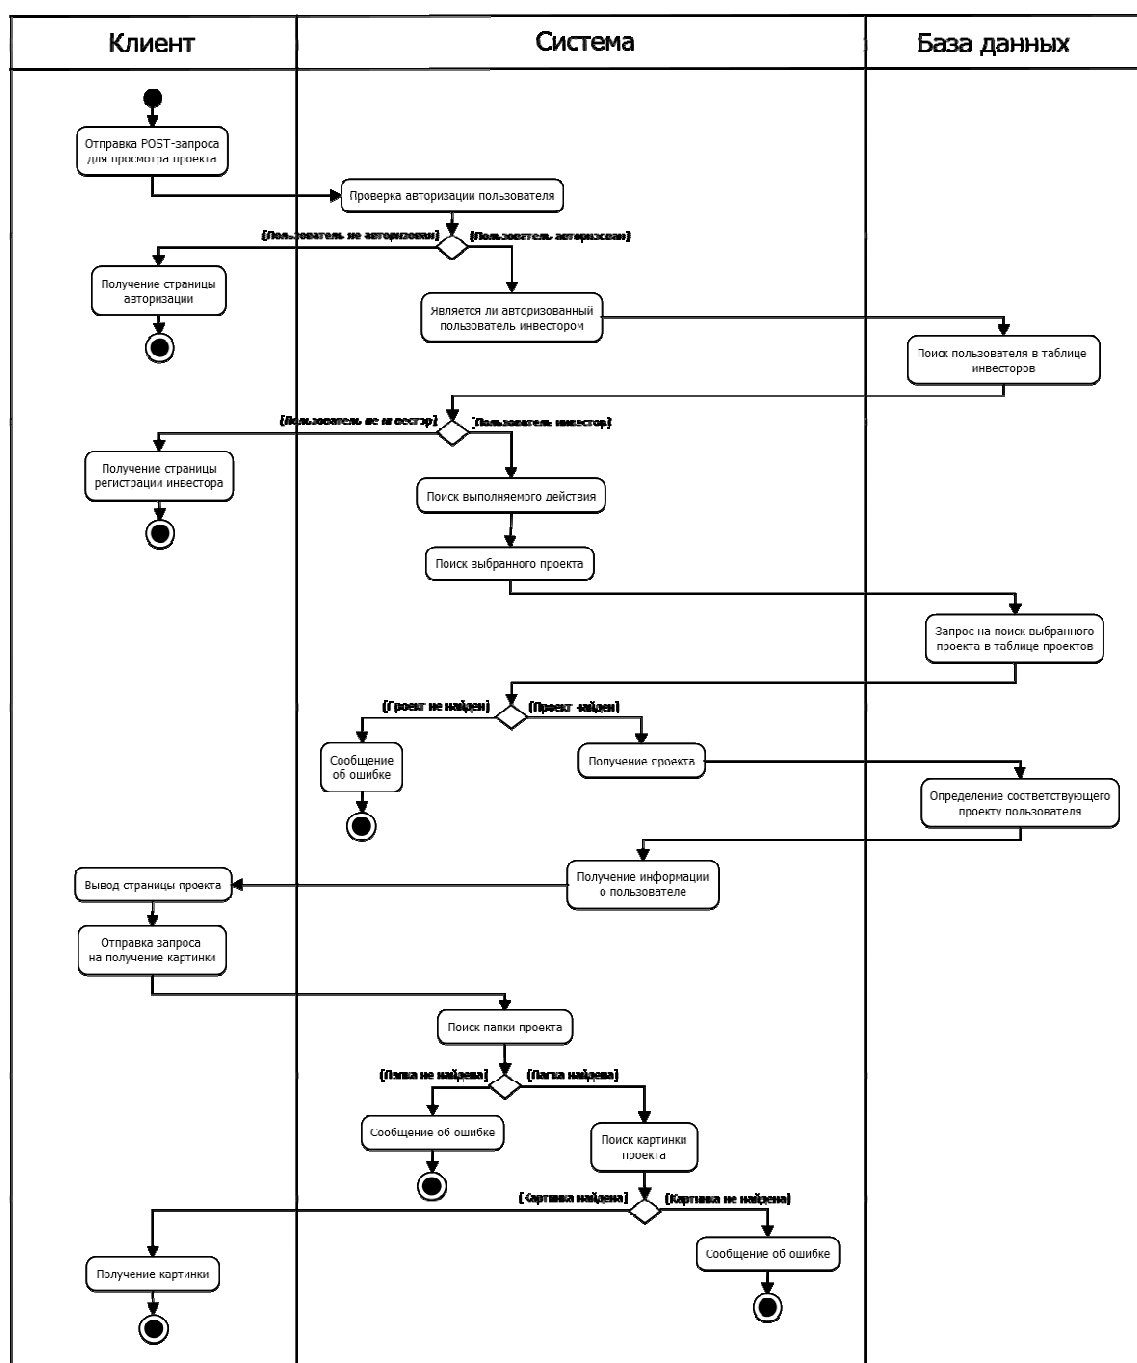 Клиент
Система
База данных
Отправка POST-запроса
для просмотра проекта
Проверка авторизации пользователя
[Пользователь не авторизован]
[Пользователь авторизован]
Получение страницы
авторизации
Является ли авторизованный
пользователь инвестором
Поиск пользователя в таблице
инвесторов
[Пользователь не инвестор]
[Пользователь инвестор]
Получение страницы
регистрации инвестора
Поиск выполняемого действия
Поиск выбранного проекта
Запрос на поиск выбранного
проекта в таблице проектов
[Проект не найден]
[Проект найден]
Сообщение
об ошибке
Получение проекта
Определение состветствующего
проекту пользователя
Вывод страницы проекта
Получение информации
о пользователе
Отправка запроса
на получение картинки
Поиск папки проекта
[Папка не найдена]
[Папка найдена]
Сообщение об ошибке
Поиск картинки
проекта
[Картинка найдена]
[Картинка не найдена]
Сообщение об ошибке
Получение картинки